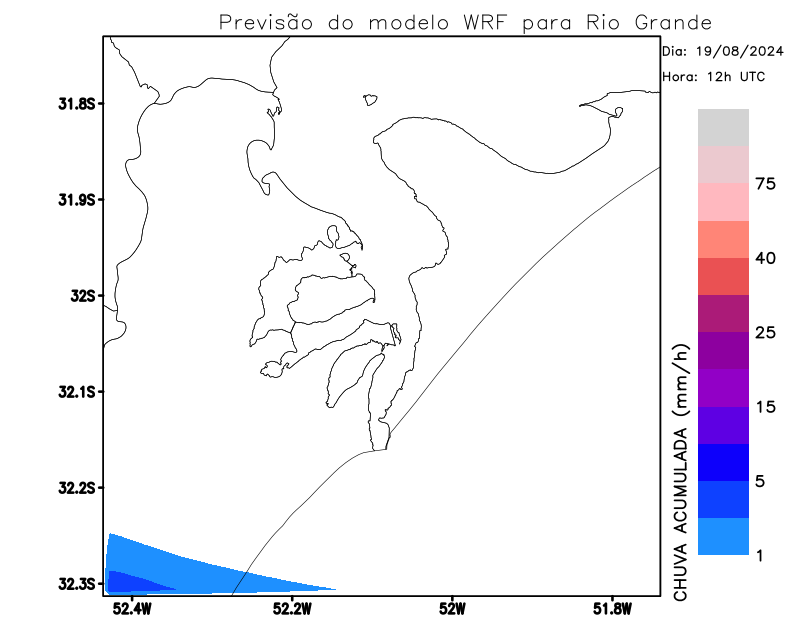 Previsão do modelo WRF para Rio Grande
Dia: 19/08/2024
Hora: 12h UTC
31.8S
31.9S
32S
32.1S
32.2S
32.3S
52.4W
52.2W
52W
51.8W
75
40
25
15
5
1
CHUVA ACUMULADA (mm/h)